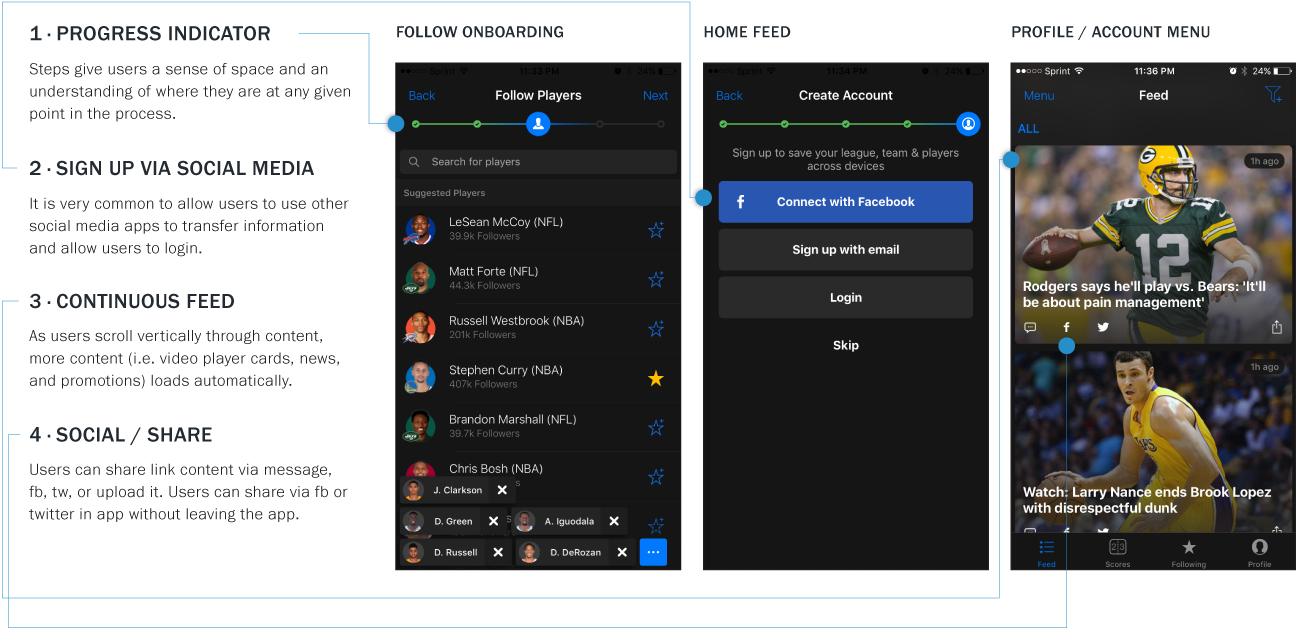 1 · PROGRESS INDICATOR
Steps give users a sense of space and an
understanding of where they are at any given
point in the process.
2 · SIGN UP VIA SOCIAL MEDIA
It is very common to allow users to use other
social media apps to transfer information
and allow users to login.
3 · CONTINUOUS FEED
As users scroll vertically through content,
more content (i.e. video player cards, news,
and promotions) loads automatically.
4 · SOCIAL / SHARE
Users can share link content via message,
fb, tw, or upload it. Users can share via fb or
twitter in app without leaving the app.
FOLLOW ONBOARDING
Sprint 11:33 PM 24%
Back Follow Players Next
Search for players
Suggested Players
LeSean McCoy (NFL)
39.9k Followers
Matt Forte (NFL)
44.3k Followers
Russell Westbrook (NBA)
201k Followers
Stephen Curry (NBA)
407k Followers
Brandon Marshall (NFL)
39.7k Followers
Chris Bosh (NBA)
J. Clarkson
D. Green A. Iguodala
D. Russell D. DeRozan
HOME FEED
Sprint 11:34 PM 24%
Back Create Account
Sign up to save your league, team & players
across devices
f Connect with Facebook
Sign up with email
Login
Skip
PROFILE / ACCOUNT MENU
Sprint 11:36 PM 24%
Menu Feed
ALL
1h ago
12
Rodgers says he'll play vs. Bears: 'It'll
be about pain management'
f
1h ago
Watch: Larry Nance ends Brook Lopez
with disrespectful dunk
2 3
Feed Scores Following Profile